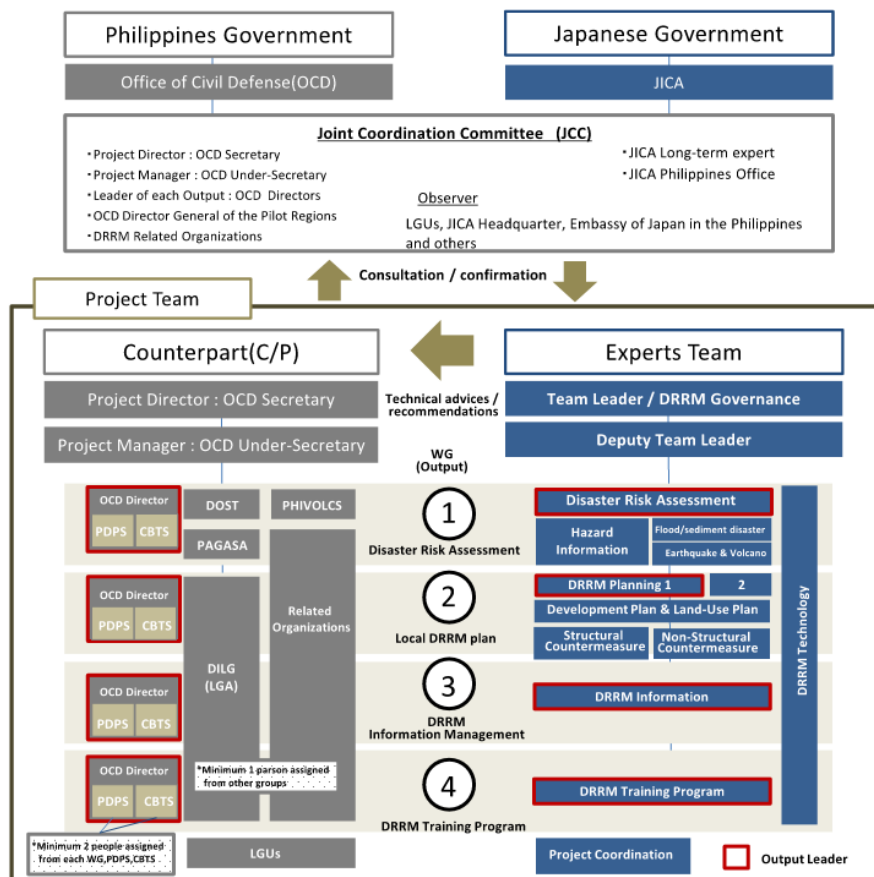 Philippines Government
Japanese Government
Office of Civil Defense(OCD)
JICA
Joint Coordination Committee (JCC)
・Project Director : OCD Secretary
・Project Manager : OCD Under-Secretary
・Leader of each Output : OCD Directors
・OCD Director General of the Pilot Regions
・DRRM Related Organizations
・JICA Long-term expert
・JICA Philippines Office
Observer
LGUs, JICA Headquarter, Embassy of Japan in the Philippines
and others
Consultation / confirmation
Project Team
Counterpart(C/P)
Experts Team
Project Director : OCD Secretary
Project Manager : OCD Under-Secretary
Technical advices /
recommendations
Team Leader / DRRM Governance
Deputy Team Leader
WG
(Output)
OCD Director
PDPS
CBTS
DOST
PHIVOLCS
PAGASA
1
Disaster Risk Assessment
Disaster Risk Assessment
Hazard
Information
Flood/sediment disaster
Earthquake & Volcano
OCD Director
PDPS
CBTS
Related
Organizations
2
Local DRRM plan
DRRM Planning 1
2
Development Plan & Land-Use Plan
Structural
Countermeasure
Non-Structural
Countermeasure
DRRM Technology
OCD Director
PDPS
CBTS
DILG
(LGA)
3
DRRM
Information Management
DRRM Information
OCD Director
PDPS
CBTS
*Minimum 1 parson assigned
from other groups
4
DRRM Training Program
DRRM Training Program
*Minimum 2 people assigned
from each WG,PDPS,CBTS
LGUs
Project Coordination
Output Leader